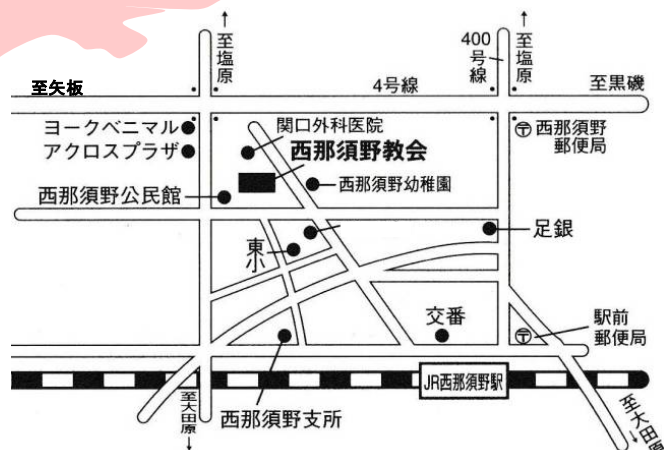 至塩原
400
号
線
至塩原
至矢板
4号線
至黒磯
ヨークベニマル
関口外科医院
〒西那須野
郵便局
アクロスプラザ
西那須野教会
西那須野公民館
西那須野幼稚園
足銀
東
小
交番
駅前
〒郵便局
JR西那須野駅
至大田原
西那須野支所
至大田原